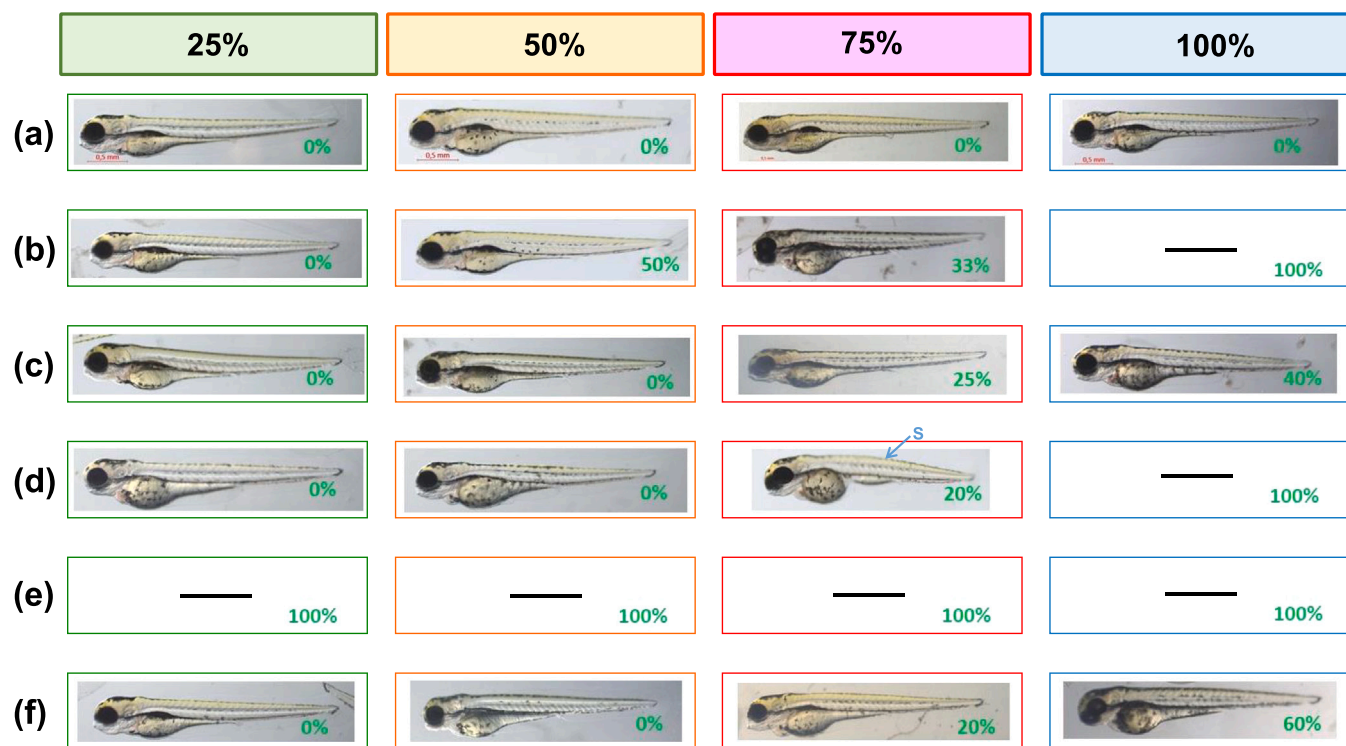 25% 50% 75% 100%
(a) 0% 0% 0% 0%
0,5 mm 0,5 mm 0,5 mm
(b) 0% 50% 33% 100%
(c) 0% 0% 25% 40%
S
(d) 0% 0% 20% 100%
(e) 100% 100% 100% 100%
(f) 0% 0% 20% 60%